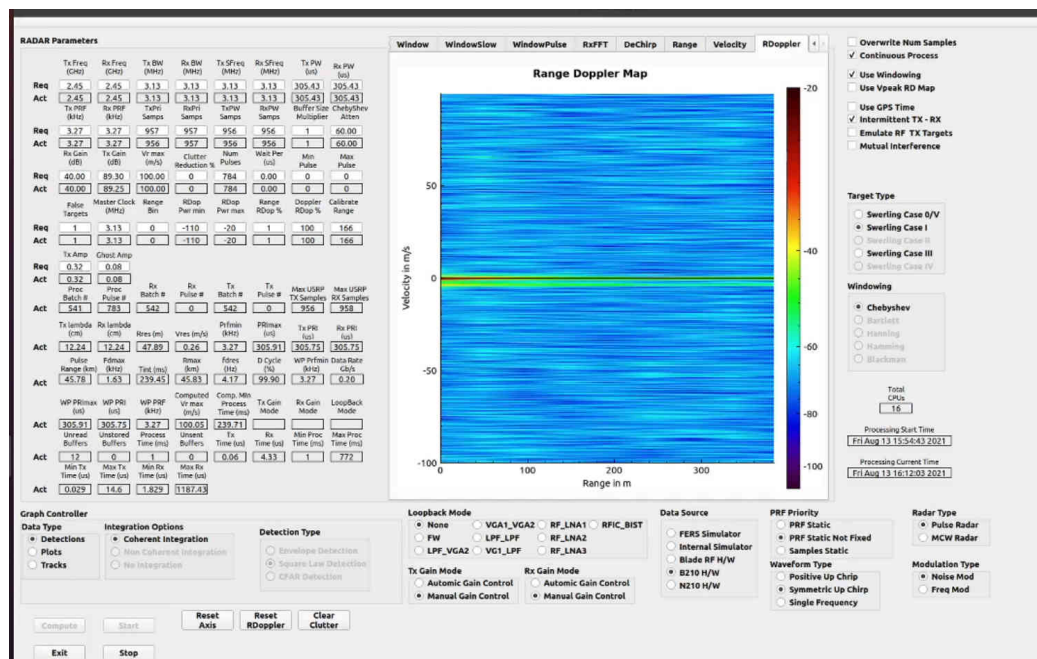 RADAR Parameters
Tx Freq (GHz) Rx Freq (GHz) Tx BW (MHz) Rx BW (MHz) Tx SFreq (MHz) Rx SFreq (MHz) Tx PW (us) Rx PW (us)
Req 2.45 2.45 3.13 3.13 3.13 3.13 305.43 305.43
Act 2.45 2.45 3.13 3.13 3.13 3.13 305.43 305.43
Tx PRF (kHz) Rx PRF (kHz) TxPri Samps RxPri Samps TxPW Samps RxPW Samps Buffer Size Multiplier ChebyShev Atten
Req 3.27 3.27 957 957 956 956 1 60.00
Act 3.27 3.27 957 957 956 956 1 60.00
Rx Gain (dB) Tx Gain (dB) Vr max (m/s) Clutter Reduction % Num Pulses Wait Per (us) Min Pulse Max Pulse
Req 40.00 89.30 100.00 0 784 0.00 0 0
Act 40.00 89.25 100.00 0 784 0.00 0 0
False Targets Master Clock (MHz) Range Bin RDop Pwr min RDop Pwr max Range RDop % Doppler RDop % Calibrate Range
Req 1 3.13 0 -110 -20 1 100 166
Act 1 3.13 0 -110 -20 1 100 166
Tx Amp Ghost Amp
Req 0.32 0.08
Act 0.32 0.08
Proc Batch # Proc Pulse # Rx Batch # Rx Pulse # Tx Batch # Tx Pulse # Max USRP TX Samples Max USRP RX Samples
Act 541 783 542 0 542 0 956 958
Tx lambda (cm) Rx lambda (cm) Rres (m) Vres (m/s) Prfmin (kHz) PRImax (us) Tx PRI (us) Rx PRI (us)
Act 12.24 12.24 47.89 0.26 3.27 305.91 305.75 305.75
Pulse Range (km) Fdmax (kHz) Tint (ms) Rmax (km) fdres (Hz) D Cycle (%) WP Prfmin (kHz) Data Rate Gb/s
Act 45.78 1.63 239.45 45.83 4.17 99.90 3.27 0.20
WP PRImax (us) WP PRI (us) WP PRF (kHz) Computed Vr max (m/s) Comp. Min Process Time (ms) Tx Gain Mode Rx Gain Mode LoopBack Mode
Act 305.91 305.75 3.27 100.05 239.71
Unread Buffers Unstored Buffers Process Time (ms) Unsent Buffers Tx Time (us) Rx Time (us) Min Proc Time (ms) Max Proc Time (ms)
Act 12 0 1 0 0.06 4.33 1 772
Min Tx Time (us) Max Tx Time (us) Min Rx Time (us) Max Rx Time (us)
Act 0.029 14.6 1.829 1187.43
Window WindowSlow WindowPulse RxFFT DeChirp Range Velocity RDoppler
Range Doppler Map
Velocity in m/s
50
0
-50
-100
0 100 200 300
Range in m
-20
-40
-60
-80
-100
Overwrite Num Samples
Continuous Process
Use Windowing
Use Vpeak RD Map
Use GPS Time
Intermittent TX - RX
Emulate RF TX Targets
Mutual Interference
Target Type
Swerling Case 0/V
Swerling Case I
Swerling Case II
Swerling Case III
Swerling Case IV
Windowing
Chebyshev
Bartlett
Hanning
Hamming
Blackman
Total CPUs
16
Processing Start Time
Fri Aug 13 15:54:43 2021
Processing Current Time
Fri Aug 13 16:12:03 2021
Graph Controller
Data Type
Detections
Plots
Tracks
Integration Options
Coherent Integration
Non Coherent Integration
No Integration
Detection Type
Envelope Detection
Square Law Detection
CFAR Detection
Loopback Mode
None VGA1_VGA2 RF_LNA1 RFIC_BIST
FW LPF_LPF RF_LNA2
LPF_VGA2 VG1_LPF RF_LNA3
Tx Gain Mode
Automic Gain Control
Manual Gain Control
Rx Gain Mode
Automic Gain Control
Manual Gain Control
Data Source
FERS Simulator
Internal Simulator
Blade RF H/W
B210 H/W
N210 H/W
PRF Priority
PRF Static
PRF Static Not Fixed
Samples Static
Waveform Type
Positive Up Chrip
Symmetric Up Chirp
Single Frequency
Radar Type
Pulse Radar
MCW Radar
Modulation Type
Noise Mod
Freq Mod
Reset Axis
Reset RDoppler
Clear Clutter
Compute Start
Exit Stop